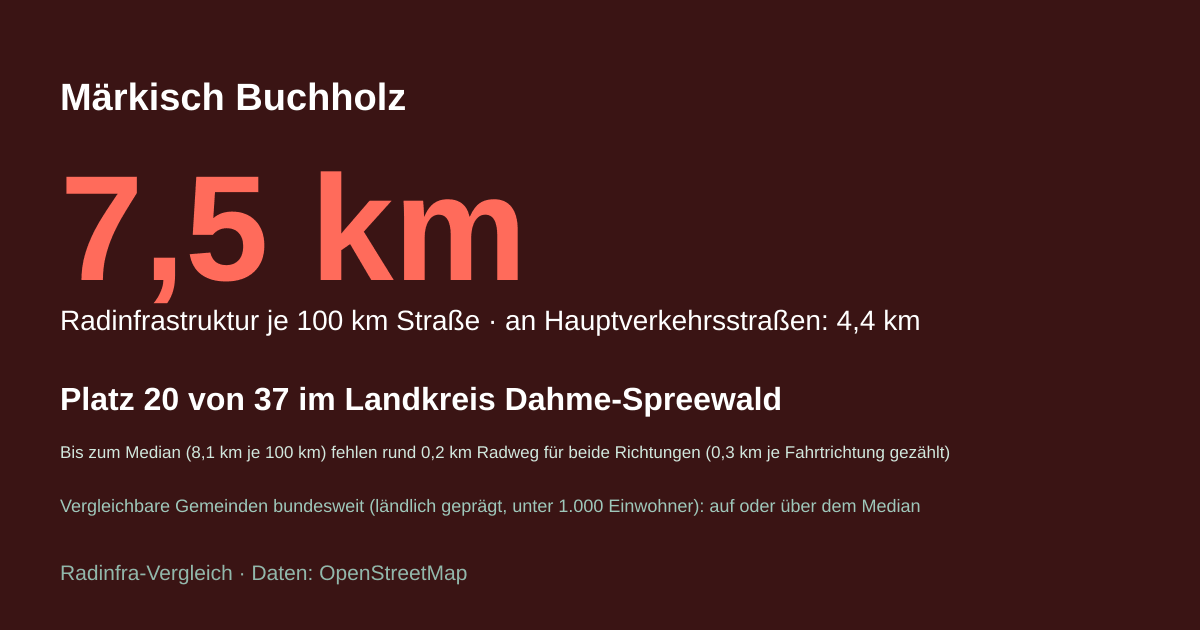 Märkisch Buchholz
7,5 km
Radinfrastruktur je 100 km Straße · an Hauptverkehrsstraßen: 4,4 km
Platz 20 von 37 im Landkreis Dahme-Spreewald
Bis zum Median (8,1 km je 100 km) fehlen rund 0,2 km Radweg für beide Richtungen (0,3 km je Fahrtrichtung gezählt)
Vergleichbare Gemeinden bundesweit (ländlich geprägt, unter 1.000 Einwohner): auf oder über dem Median
Radinfra-Vergleich · Daten: OpenStreetMap